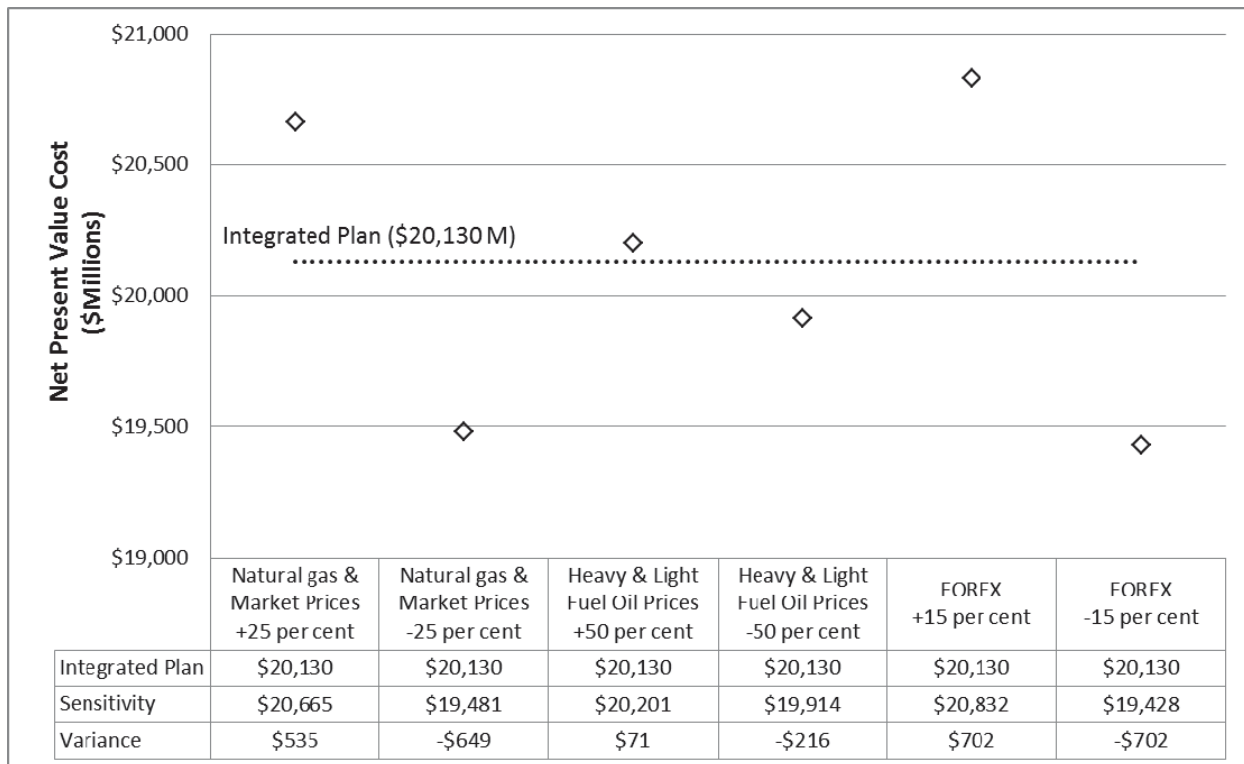 $21,000
$20,500
$20,000
$19,500
$19,000
Net Present Value Cost
($Millions)
Integrated Plan ($20,130 M)
Natural gas &
Market Prices
+25 per cent
Natural gas &
Market Prices
-25 per cent
Heavy & Light
Fuel Oil Prices
+50 per cent
Heavy & Light
Fuel Oil Prices
-50 per cent
FOREX
+15 per cent
FOREX
-15 per cent
Integrated Plan $20,130 $20,130 $20,130 $20,130 $20,130 $20,130
Sensitivity $20,665 $19,481 $20,201 $19,914 $20,832 $19,428
Variance $535 -$649 $71 -$216 $702 -$702